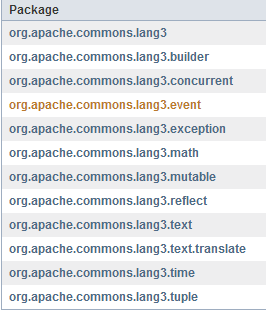 Package
org.apache.commons.lang3
org.apache.commons.lang3.builder
org.apache.commons.lang3.concurrent
org.apache.commons.lang3.event
org.apache.commons.lang3.exception
org.apache.commons.lang3.math
org.apache.commons.lang3.mutable
org.apache.commons.lang3.reflect
org.apache.commons.lang3.text
org.apache.commons.lang3.text.translate
org.apache.commons.lang3.time
org.apache.commons.lang3.tuple